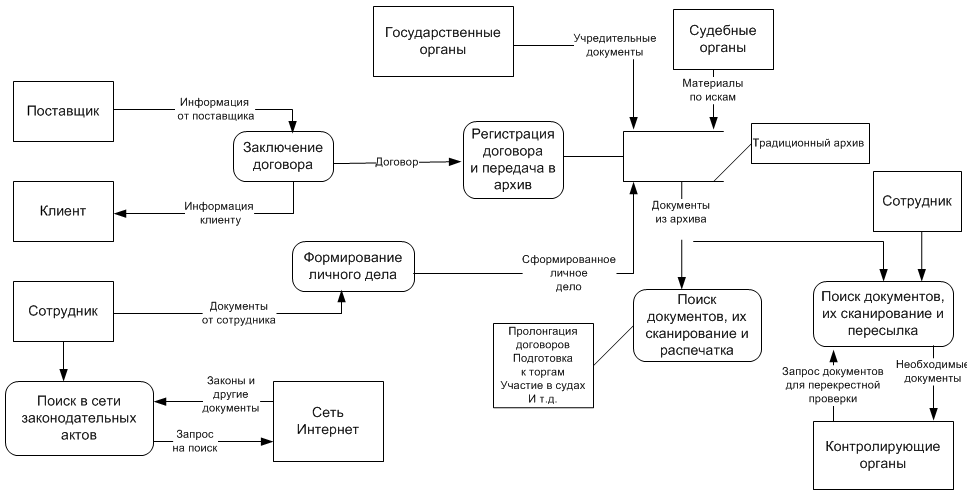 Государственные
органы
Учредительные
документы
Судебные
органы
Материалы
по искам
Поставщик
Информация
от поставщика
Заключение
договора
Договор
Регистрация
договора
и передача в
архив
Традиционный архив
Клиент
Информация
клиенту
Документы
из архива
Сотрудник
Формирование
личного дела
Сформированное
личное
дело
Сотрудник
Документы
от сотрудника
Поиск
документов, их
сканирование и
распечатка
Поиск документов,
их сканирование и
пересылка
Пролонгация
договоров
Подготовка
к торгам
Участие в судах
И т.д.
Запрос документов
для перекрестной
проверки
Необходимые
документы
Поиск в сети
законодательных
актов
Законы и
другие
документы
Запрос
на поиск
Сеть
Интернет
Контролирующие
органы